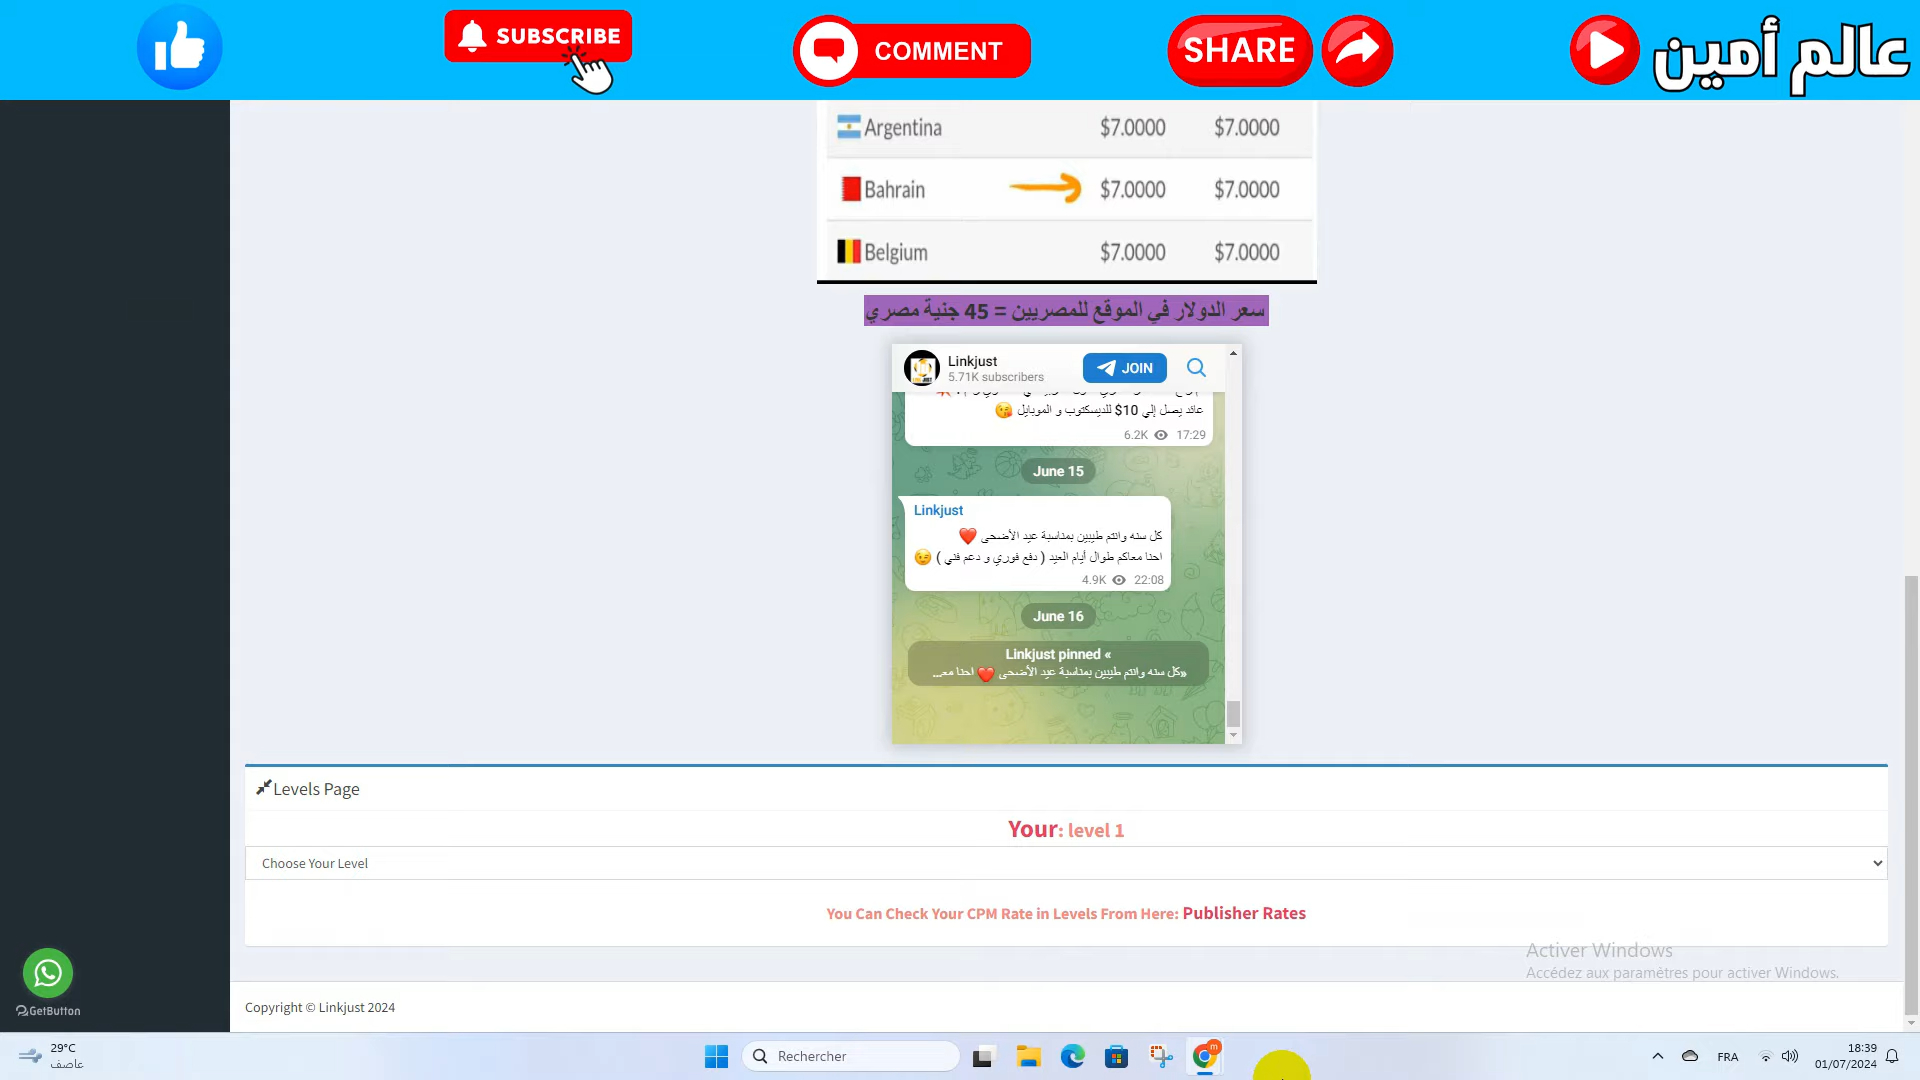 SUBSCRIBE
COMMENT
SHARE
عالم أمين
Argentina $7.0000 $7.0000
Bahrain $7.0000 $7.0000
Belgium $7.0000 $7.0000
سعر الدولار في الموقع للمصريين = 45 جنية مصري
Linkjust
5.71K subscribers
JOIN
عائد يصل إلي 10$ للديسكتوب و الموبايل 😘
6.2K 17:29
June 15
Linkjust
كل سنه وانتم طيبين بمناسبة عيد الأضحى ❤️
احنا معاكم طوال أيام العيد ( دفع فوري و دعم فني ) 😉
4.9K 22:08
June 16
Linkjust pinned «
كل سنه وانتم طيبين بمناسبة عيد الأضحى ❤️ احنا معـ...»
Levels Page
Your: level 1
Choose Your Level
You Can Check Your CPM Rate in Levels From Here: Publisher Rates
Activer Windows
Accédez aux paramètres pour activer Windows.
GetButton
Copyright © Linkjust 2024
29°C
عاصف
Rechercher
m
FRA
18:39
01/07/2024